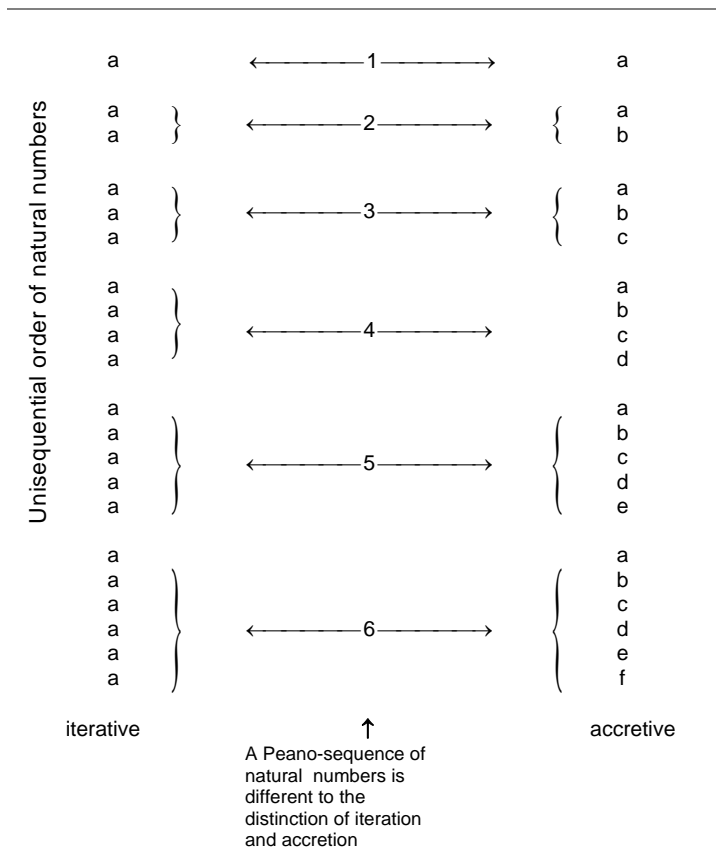 Unisequential order of natural numbers
a 1 a
a a
2
a b
a a
a 3 b
a c
a a
a b
4
a c
a d
a a
a b
a 5 c
a d
a e
a a
a b
a c
6
a d
a e
a f
iterative ↑ accretive
A Peano-sequence of
natural numbers is
different to the
distinction of iteration
and accretion